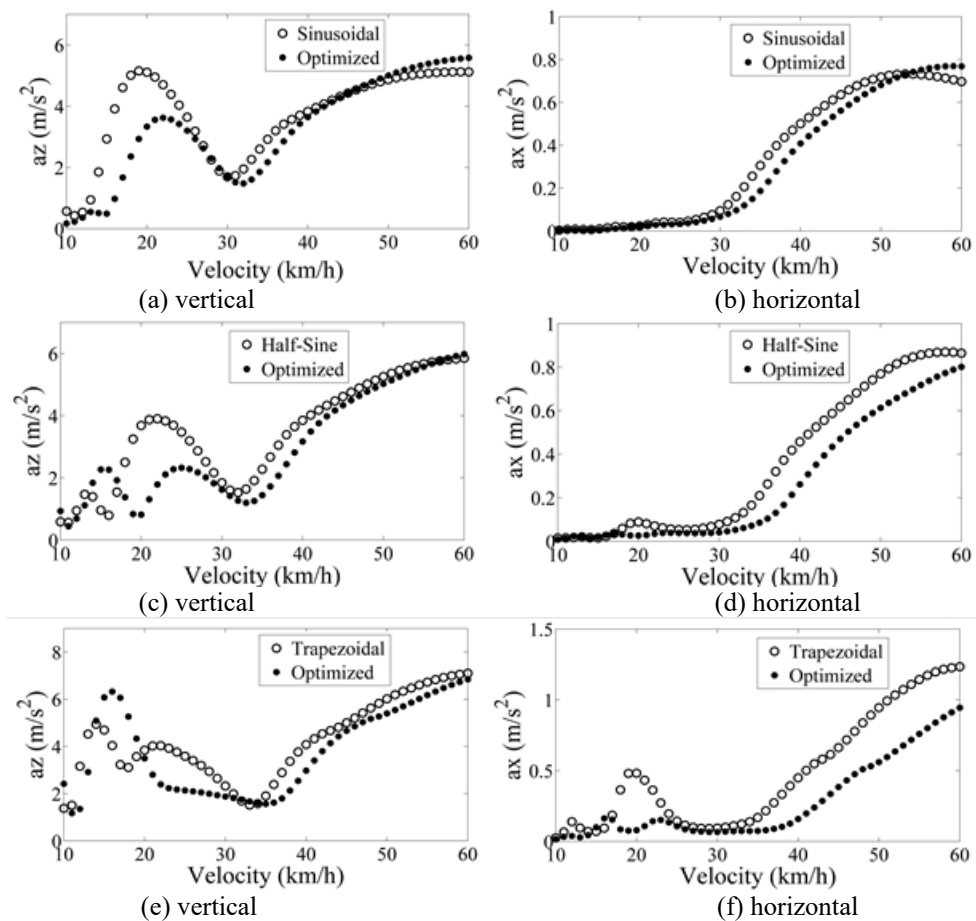 az (m/s²)
6
4
2
0
Sinusoidal
Optimized
10 20 30 40 50 60
Velocity (km/h)
(a) vertical
ax (m/s²)
1
0.8
0.6
0.4
0.2
0
Sinusoidal
Optimized
10 20 30 40 50 60
Velocity (km/h)
(b) horizontal
az (m/s²)
6
4
2
0
Half-Sine
Optimized
10 20 30 40 50 60
Velocity (km/h)
(c) vertical
ax (m/s²)
1
0.8
0.6
0.4
0.2
0
Half-Sine
Optimized
10 20 30 40 50 60
Velocity (km/h)
(d) horizontal
az (m/s²)
8
6
4
2
0
Trapezoidal
Optimized
10 20 30 40 50 60
Velocity (km/h)
(e) vertical
ax (m/s²)
1.5
1
0.5
0
Trapezoidal
Optimized
10 20 30 40 50 60
Velocity (km/h)
(f) horizontal